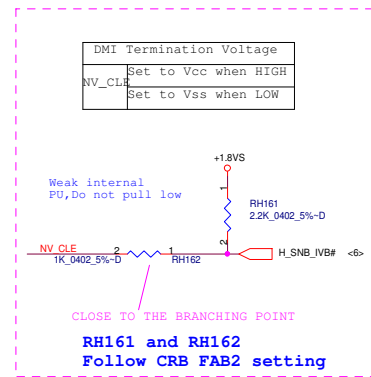 DMI Termination Voltage
NV_CLE
Set to Vcc when HIGH
Set to Vss when LOW
+1.8VS
1
Weak internal
PU,Do not pull low
RH161
2.2K_0402_5%~D
2
NV_CLE
2
1
H_SNB_IVB# <6>
1K_0402_5%~D
RH162
CLOSE TO THE BRANCHING POINT
RH161 and RH162
Follow CRB FAB2 setting